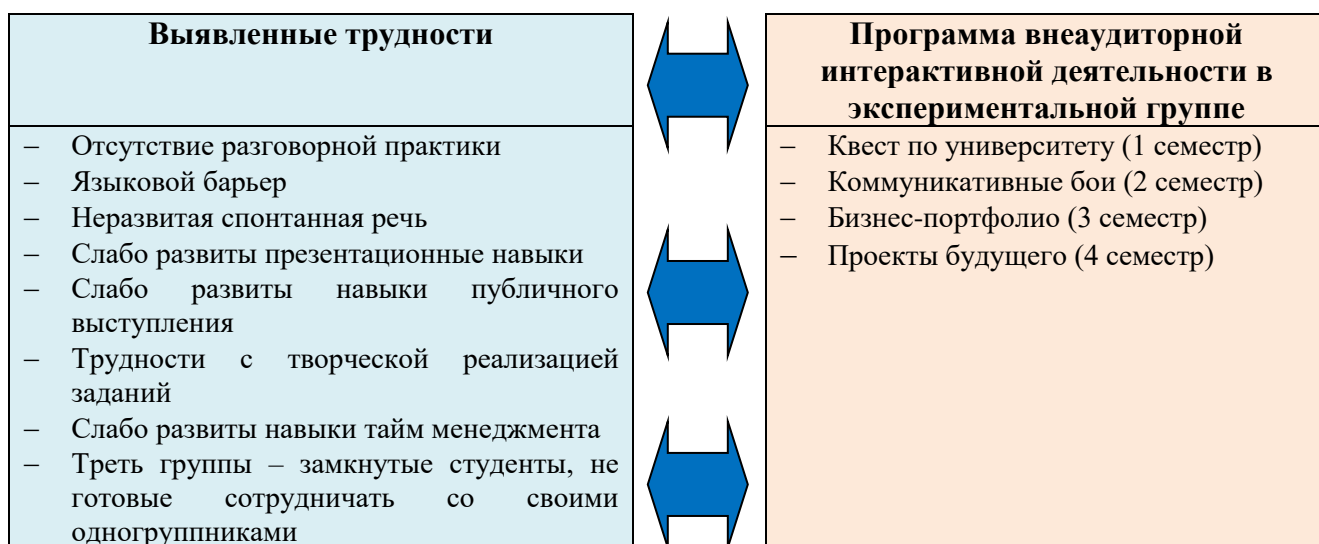 Выявленные трудности
– Отсутствие разговорной практики
– Языковой барьер
– Неразвитая спонтанная речь
– Слабо развиты презентационные навыки
– Слабо развиты навыки публичного
выступления
– Трудности с творческой реализацией
заданий
– Слабо развиты навыки тайм менеджмента
– Треть группы – замкнутые студенты, не
готовые сотрудничать со своими
одногруппниками
Программа внеаудиторной
интерактивной деятельности в
экспериментальной группе
– Квест по университету (1 семестр)
– Коммуникативные бои (2 семестр)
– Бизнес-портфолио (3 семестр)
– Проекты будущего (4 семестр)